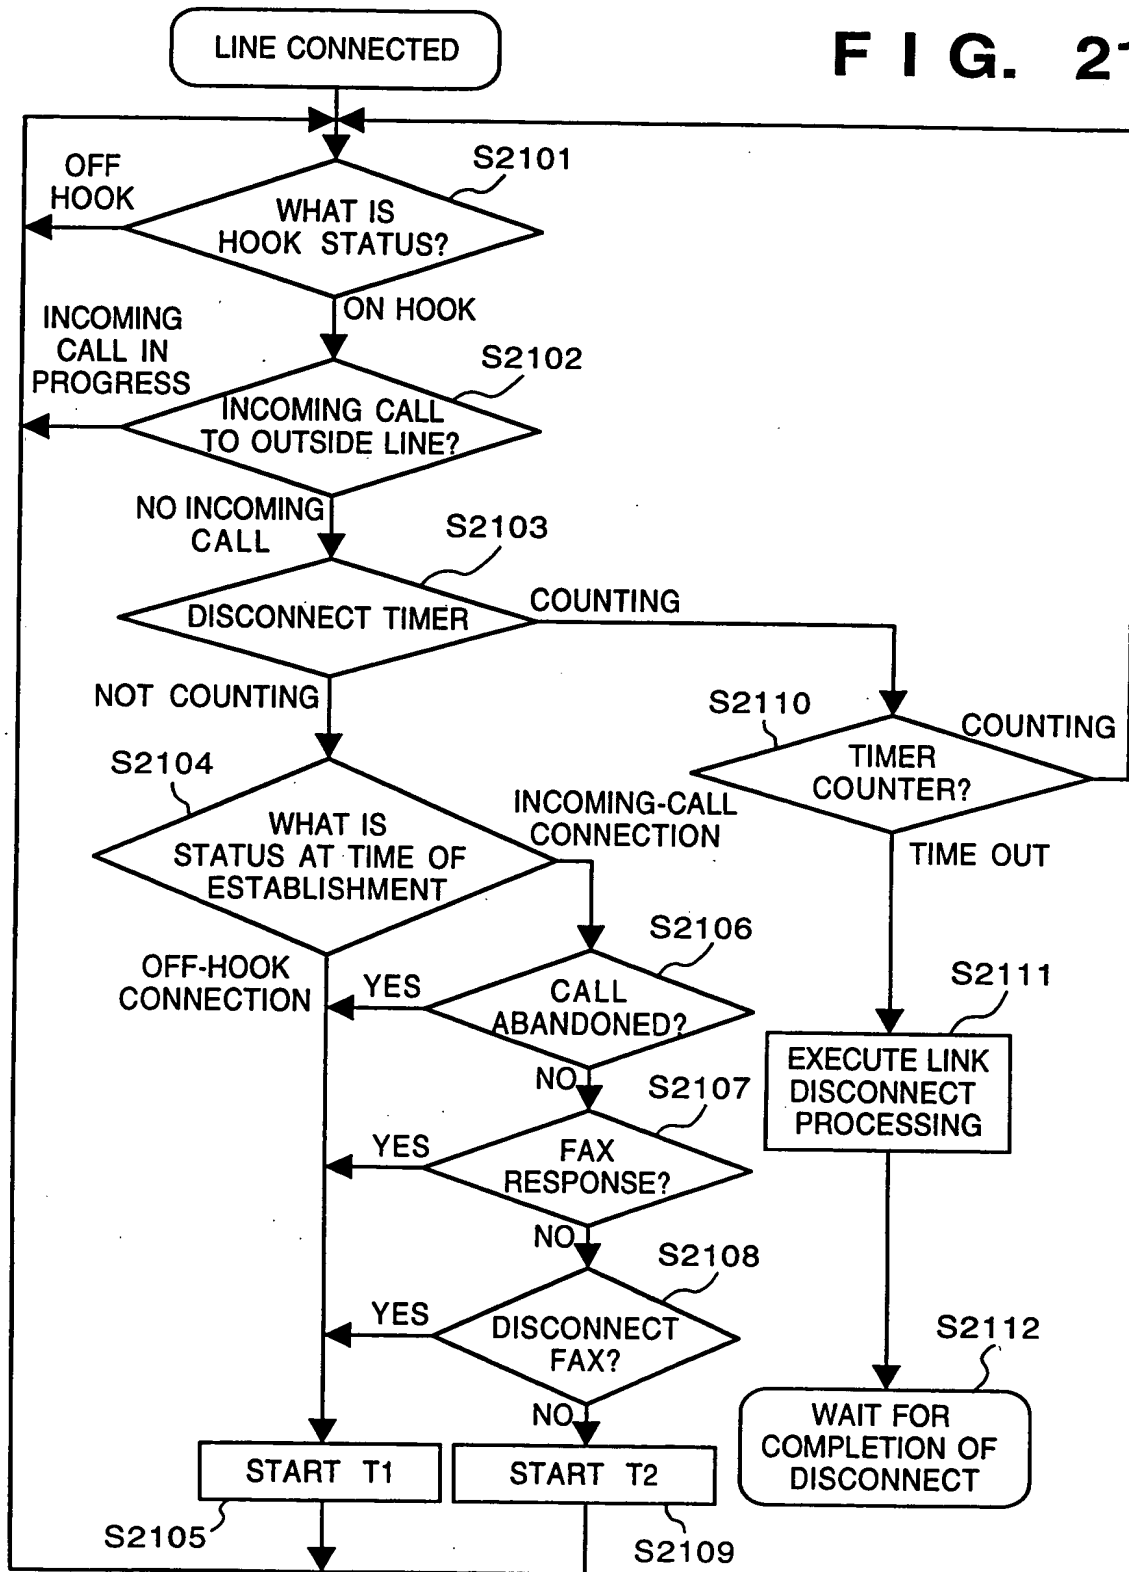 LINE CONNECTED
F I G. 21
OFF
HOOK
S2101
WHAT IS
HOOK STATUS?
ON HOOK
INCOMING
CALL IN
PROGRESS
S2102
INCOMING CALL
TO OUTSIDE LINE?
NO INCOMING
CALL
S2103
DISCONNECT TIMER
COUNTING
NOT COUNTING
S2110
COUNTING
TIMER
COUNTER?
S2104
WHAT IS
STATUS AT TIME OF
ESTABLISHMENT
INCOMING-CALL
CONNECTION
TIME OUT
OFF-HOOK
CONNECTION
S2106
YES
CALL
ABANDONED?
NO
S2111
EXECUTE LINK
DISCONNECT
PROCESSING
S2107
YES
FAX
RESPONSE?
NO
S2108
YES
DISCONNECT
FAX?
NO
S2112
WAIT FOR
COMPLETION OF
DISCONNECT
START T1
START T2
S2105
S2109